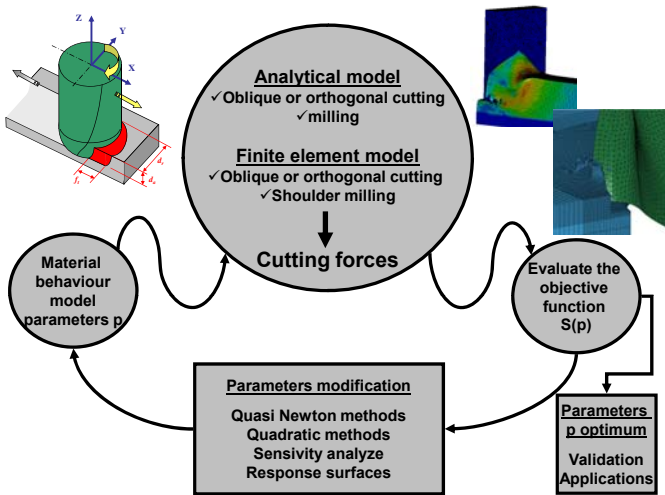 Z
Y
X
d
f
d
Analytical model
✓Oblique or orthogonal cutting
✓milling
Finite element model
✓Oblique or orthogonal cutting
✓Shoulder milling
Cutting forces
Material
behaviour
model
parameters p
Evaluate the
objective
function
S(p)
Parameters modification
Quasi Newton methods
Quadratic methods
Sensivity analyze
Response surfaces
Parameters
p optimum
Validation
Applications